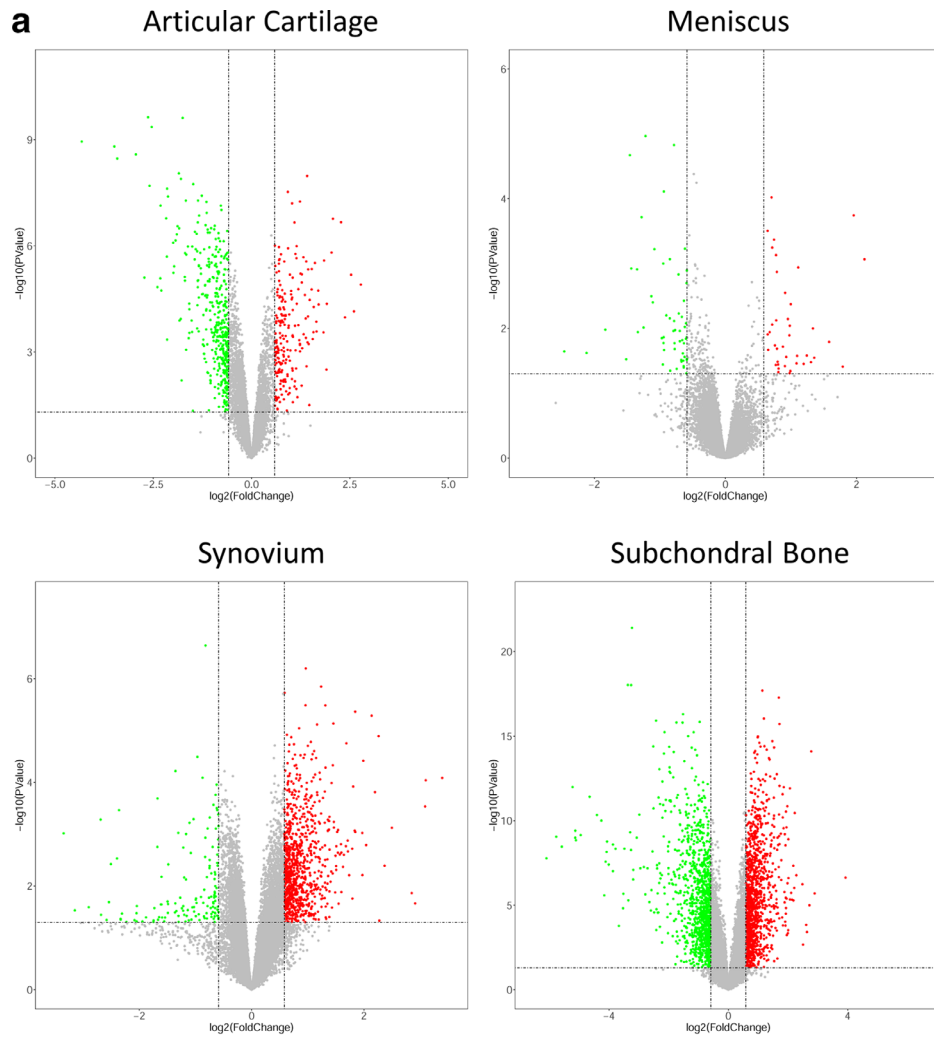 a
Articular Cartilage
Meniscus
9
6
3
0
-log10(PValue)
−5.0 −2.5 0.0 2.5 5.0
log2(FoldChange)
6
4
2
0
-log10(PValue)
−2 0 2
log2(FoldChange)
Synovium
Subchondral Bone
6
4
2
0
-log10(PValue)
−2 0 2
log2(FoldChange)
20
15
10
5
0
-log10(PValue)
−4 0 4
log2(FoldChange)